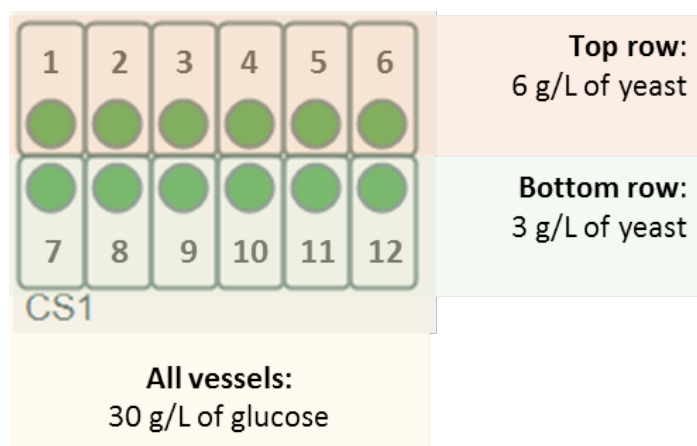 1 2 3 4 5 6
Top row:
6 g/L of yeast
Bottom row:
3 g/L of yeast
7 8 9 10 11 12
CS1
All vessels:
30 g/L of glucose